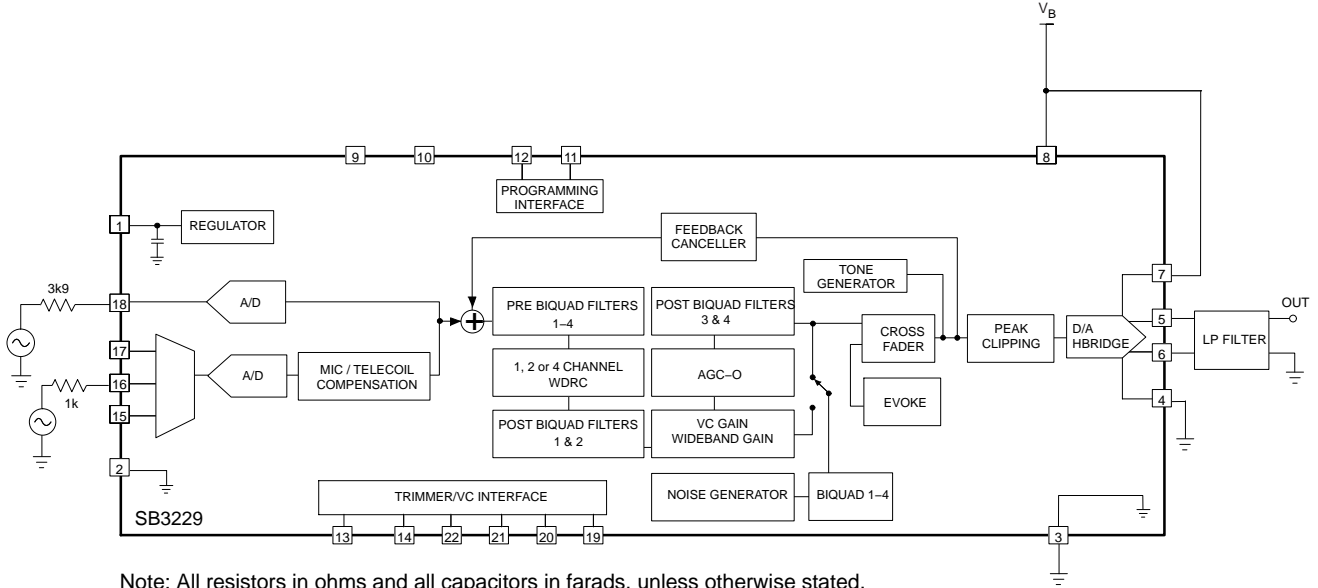 VB
9
10
12
11
8
PROGRAMMING
INTERFACE
1
REGULATOR
FEEDBACK
CANCELLER
TONE
GENERATOR
7
3k9
18
A/D
PRE BIQUAD FILTERS
1–4
POST BIQUAD FILTERS
3 & 4
CROSS
FADER
PEAK
CLIPPING
D/A
HBRIDGE
5
6
LP FILTER
OUT
17
16
15
1k
A/D
MIC / TELECOIL
COMPENSATION
1, 2 or 4 CHANNEL
WDRC
AGC–O
EVOKE
4
POST BIQUAD FILTERS
1 & 2
VC GAIN
WIDEBAND GAIN
2
TRIMMER/VC INTERFACE
NOISE GENERATOR
BIQUAD 1–4
SB3229
13
14
22
21
20
19
3
Note: All resistors in ohms and all capacitors in farads, unless otherwise stated.